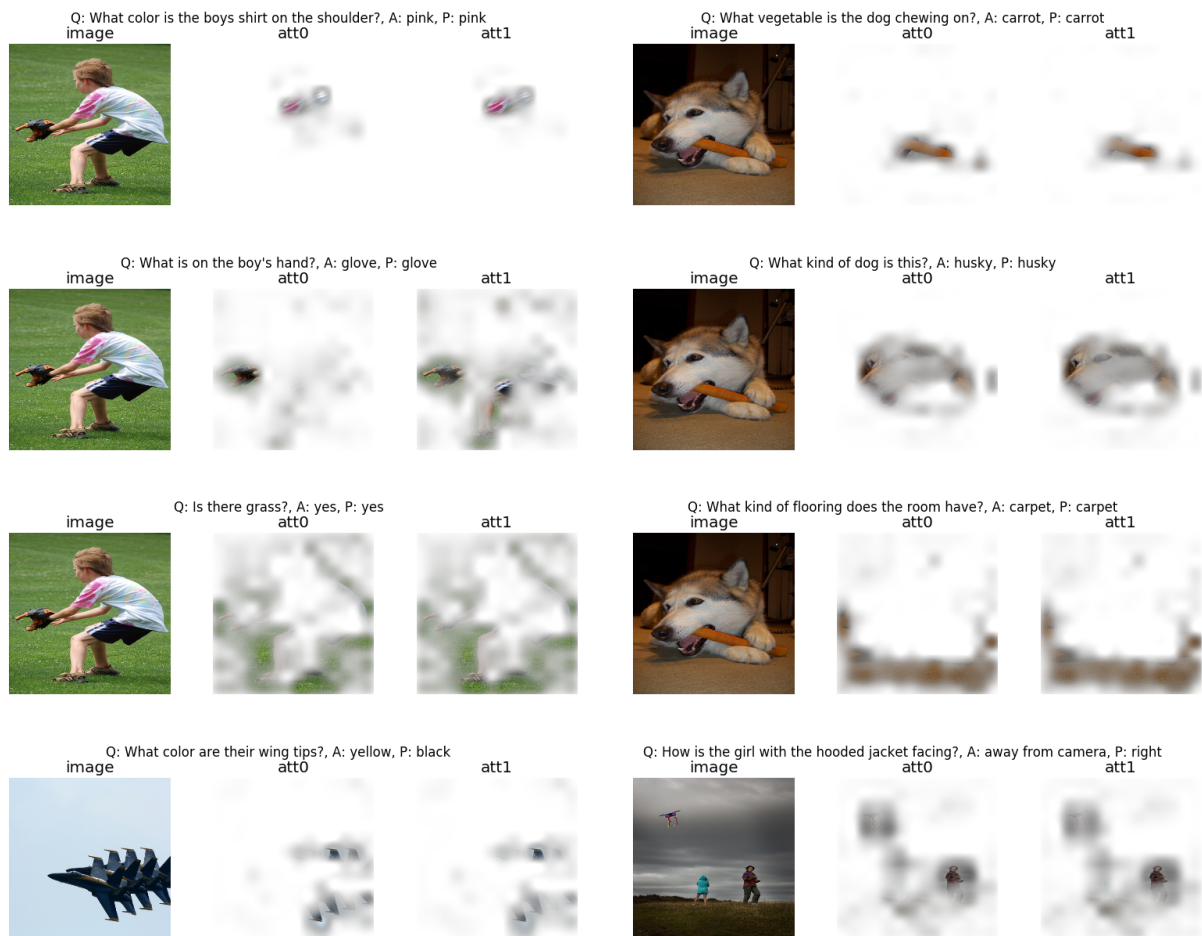 Q: What color is the boys shirt on the shoulder?, A: pink, P: pink
image att0 att1
Q: What vegetable is the dog chewing on?, A: carrot, P: carrot
image att0 att1
Q: What is on the boy's hand?, A: glove, P: glove
image att0 att1
Q: What kind of dog is this?, A: husky, P: husky
image att0 att1
Q: Is there grass?, A: yes, P: yes
image att0 att1
Q: What kind of flooring does the room have?, A: carpet, P: carpet
image att0 att1
Q: What color are their wing tips?, A: yellow, P: black
image att0 att1
Q: How is the girl with the hooded jacket facing?, A: away from camera, P: right
image att0 att1